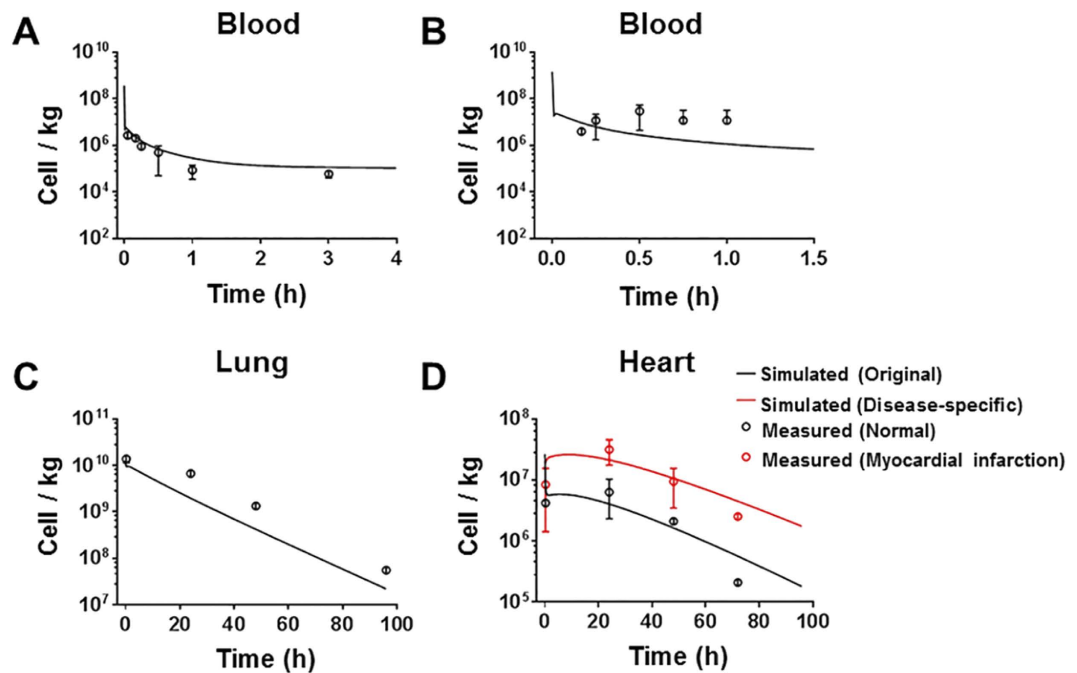 A
Blood
Cell / kg
10^10
10^8
10^6
10^4
10^2
0 1 2 3 4
Time (h)
B
Blood
Cell / kg
10^10
10^8
10^6
10^4
10^2
0.0 0.5 1.0 1.5
Time (h)
C
Lung
Cell / kg
10^11
10^10
10^9
10^8
10^7
0 20 40 60 80 100
Time (h)
D
Heart
Cell / kg
10^8
10^7
10^6
10^5
0 20 40 60 80 100
Time (h)
Simulated (Original)
Simulated (Disease-specific)
Measured (Normal)
Measured (Myocardial infarction)